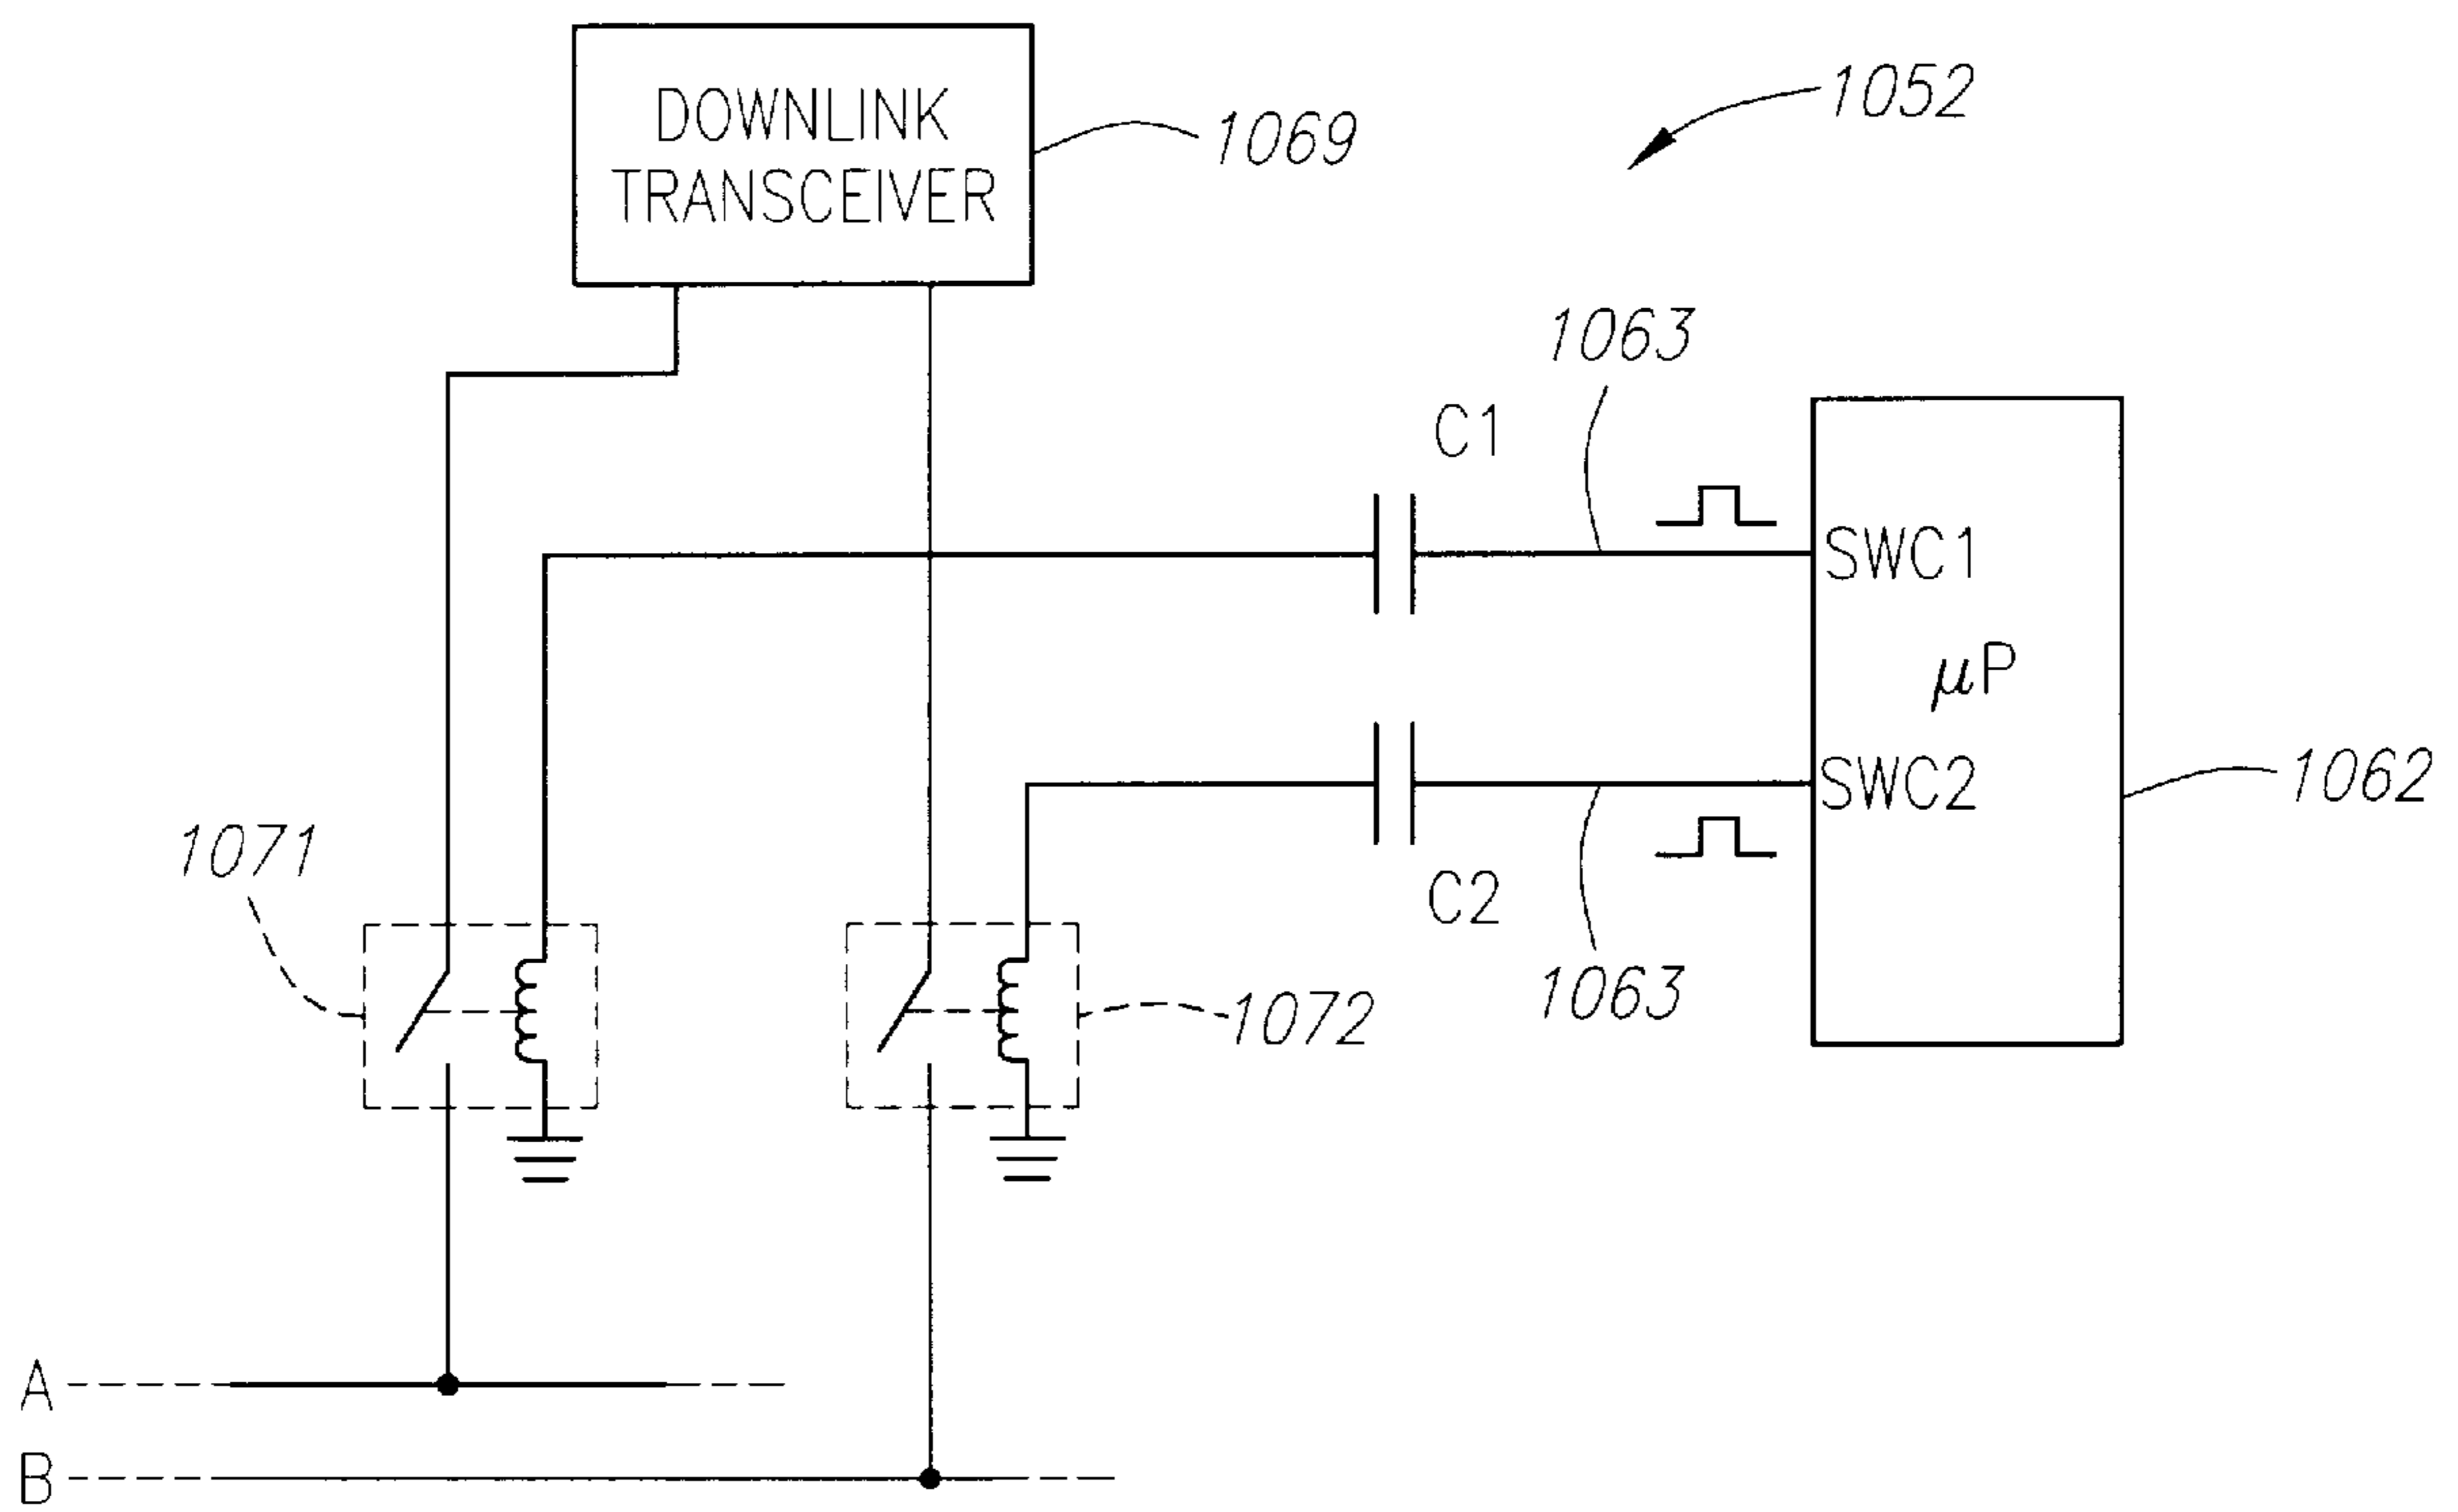 DOWNLINK
TRANSCEIVER
1069
1052
1063
C1
SWC1
µP
SWC2
1062
1071
C2
1063
1072
A
B